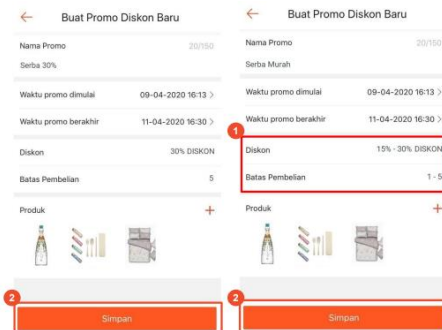 Buat Promo Diskon Baru
Nama Promo 20/150
Serba 30%
Waktu promo dimulai 09-04-2020 16:13 >
Waktu promo berakhir 11-04-2020 16:30 >
Diskon 30% DISKON
Batas Pembelian 5
Produk +
2
Simpan
Buat Promo Diskon Baru
Nama Promo 20/150
Serba Murah
Waktu promo dimulai 09-04-2020 16:13 >
Waktu promo berakhir 11-04-2020 16:30 >
1
Diskon 15% - 30% DISKON
Batas Pembelian 1 - 5
Produk +
2
Simpan